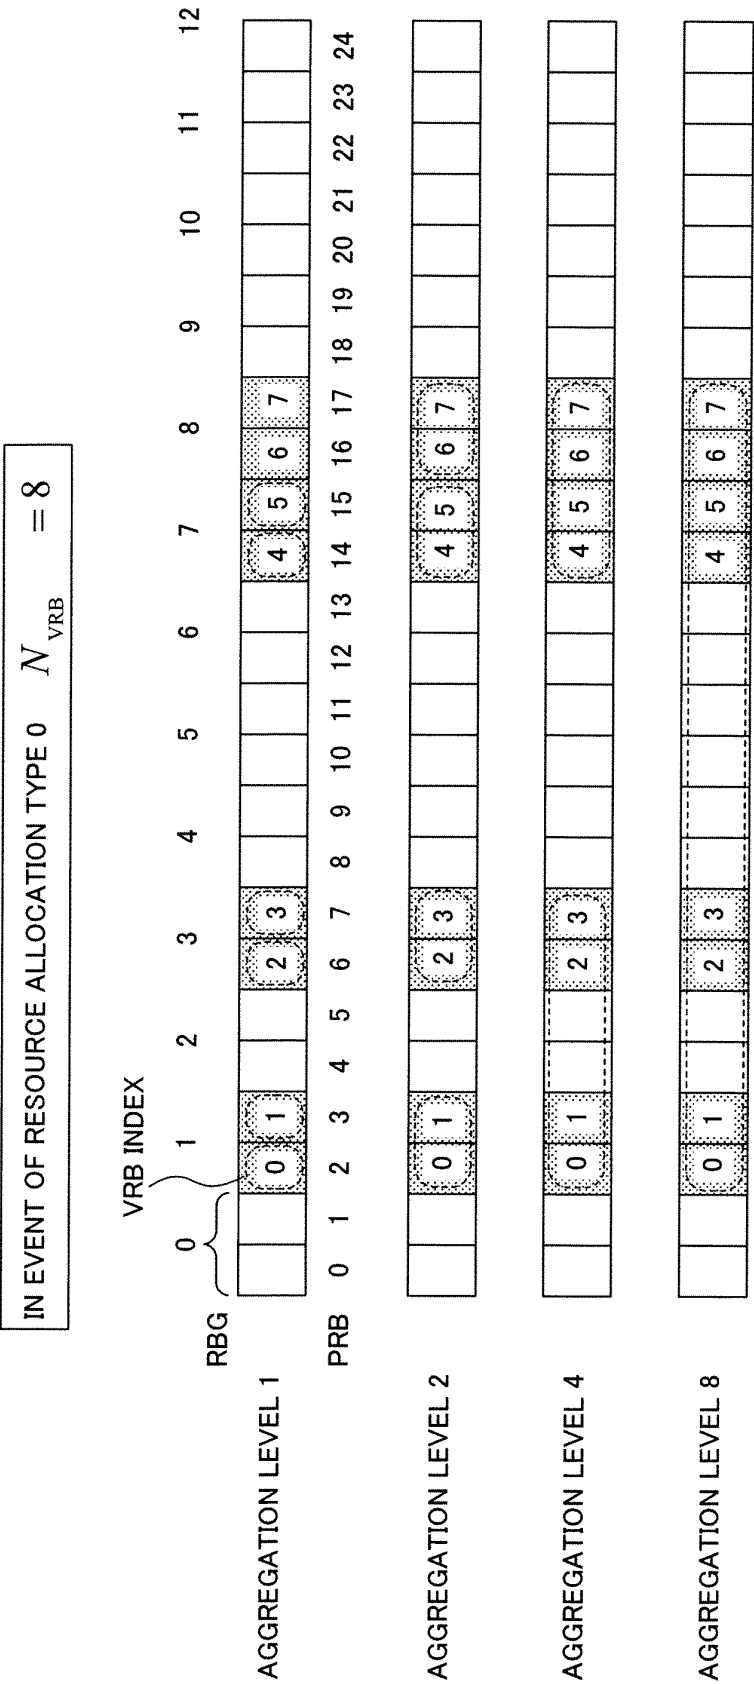 IN EVENT OF RESOURCE ALLOCATION TYPE 0 N VRB = 8
VRB INDEX
RBG 0 1 2 3 4 5 6 7 8 9 10 11 12
AGGREGATION LEVEL 1 0 1 2 3 4 5 6 7
PRB 0 1 2 3 4 5 6 7 8 9 10 11 12 13 14 15 16 17 18 19 20 21 22 23 24
AGGREGATION LEVEL 2 0 1 2 3 4 5 6 7
AGGREGATION LEVEL 4 0 1 2 3 4 5 6 7
AGGREGATION LEVEL 8 0 1 2 3 4 5 6 7